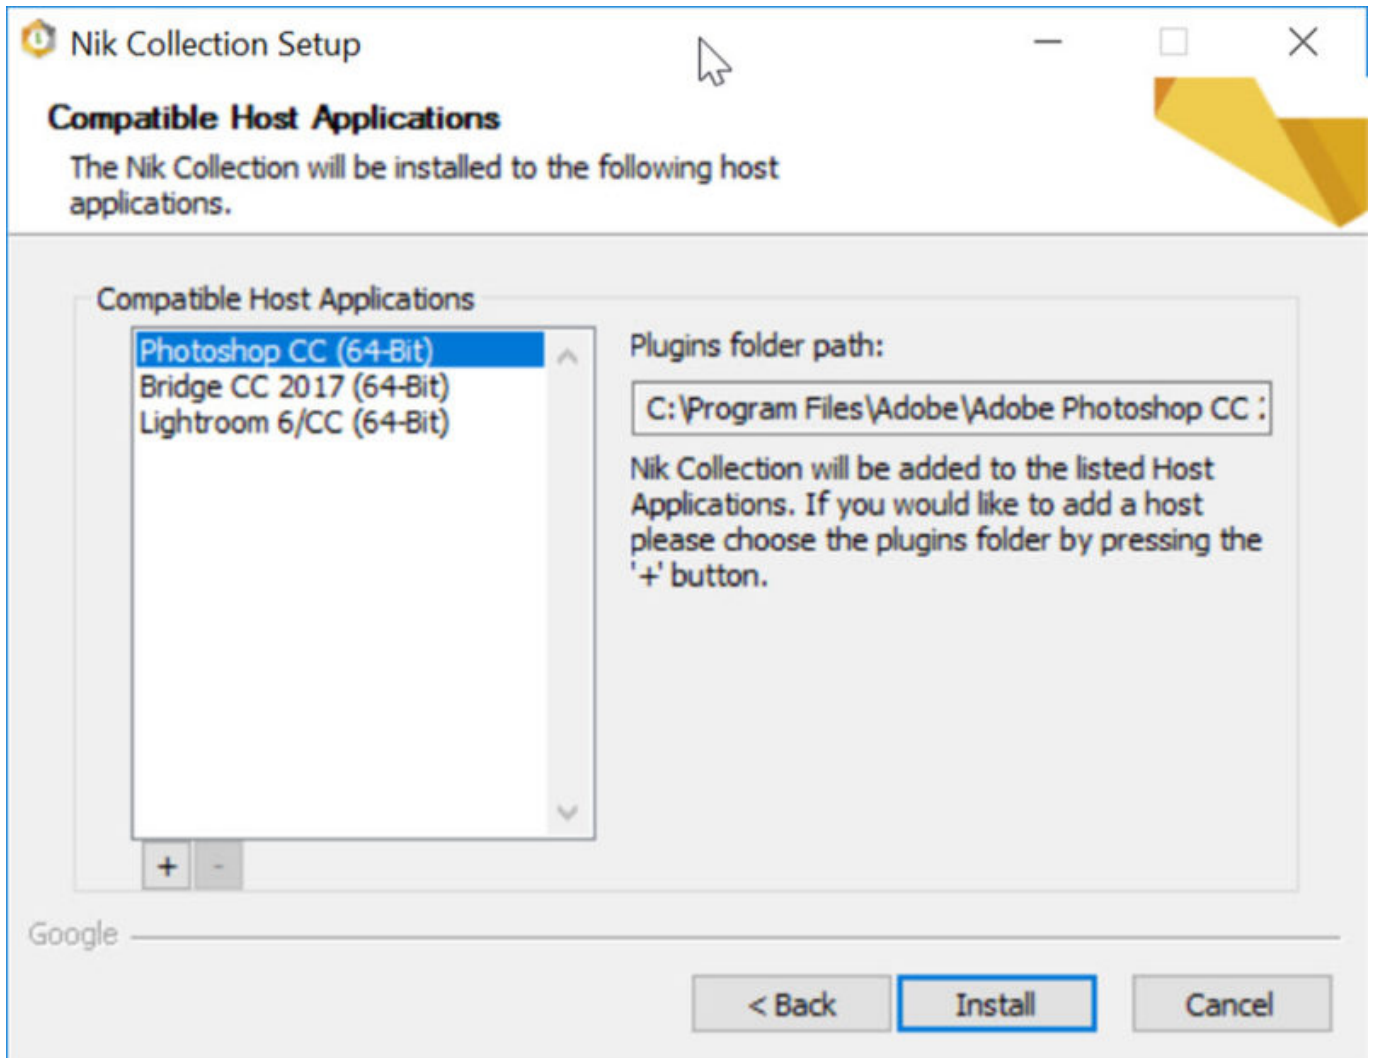 Nik Collection Setup
Compatible Host Applications
The Nik Collection will be installed to the following host
applications.
Compatible Host Applications
Photoshop CC (64-Bit)
Bridge CC 2017 (64-Bit)
Lightroom 6/CC (64-Bit)
+ -
Plugins folder path:
C:\Program Files\Adobe\Adobe Photoshop CC
Nik Collection will be added to the listed Host
Applications. If you would like to add a host
please choose the plugins folder by pressing the
'+' button.
Google
< Back
Install
Cancel